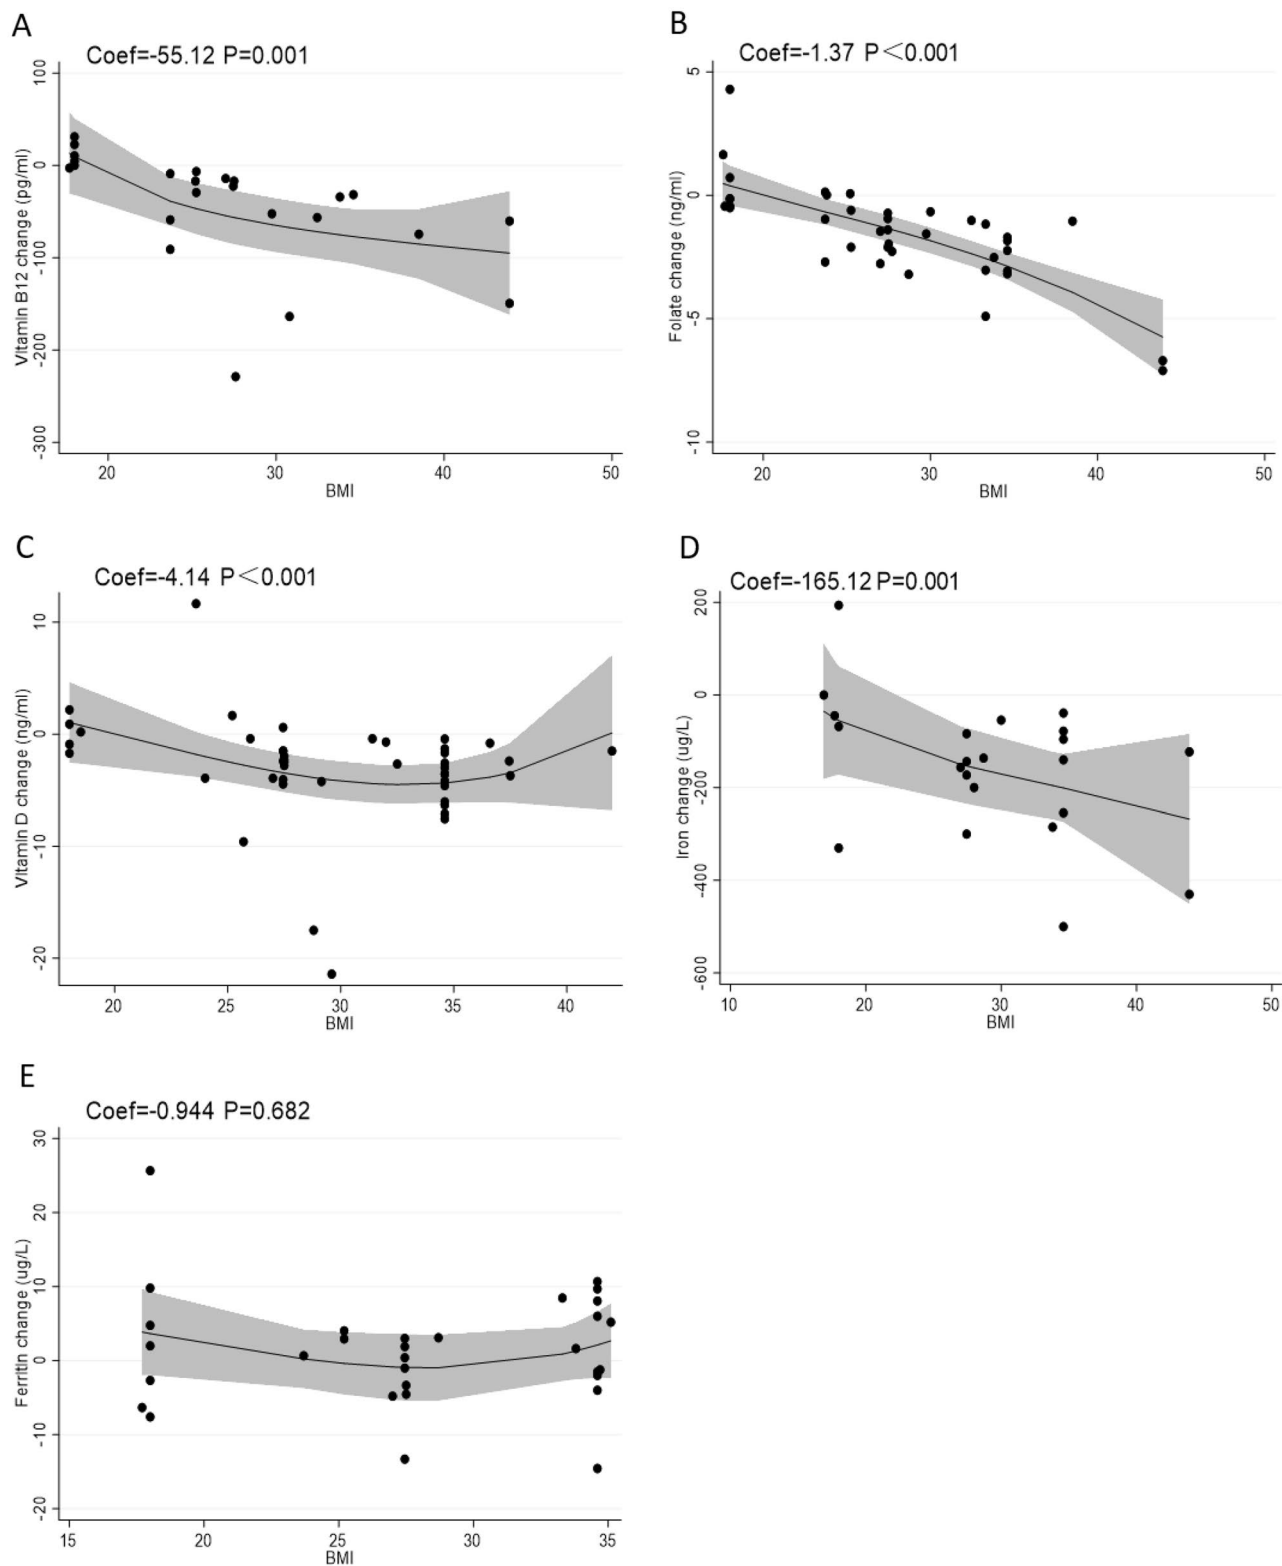 A
Coef=-55.12 P=0.001
Vitamin B12 change (pg/ml)
100
0
-100
-200
-300
20 30 40 50
BMI
B
Coef=-1.37 P<0.001
Folate change (ng/ml)
5
0
-5
-10
20 30 40 50
BMI
C
Coef=-4.14 P<0.001
Vitamin D change (ng/ml)
10
0
-10
-20
20 25 30 35 40
BMI
D
Coef=-165.12 P=0.001
Iron change (ug/L)
200
0
-200
-400
-600
10 20 30 40 50
BMI
E
Coef=-0.944 P=0.682
Ferritin change (ug/L)
30
20
10
0
-10
-20
15 20 25 30 35
BMI